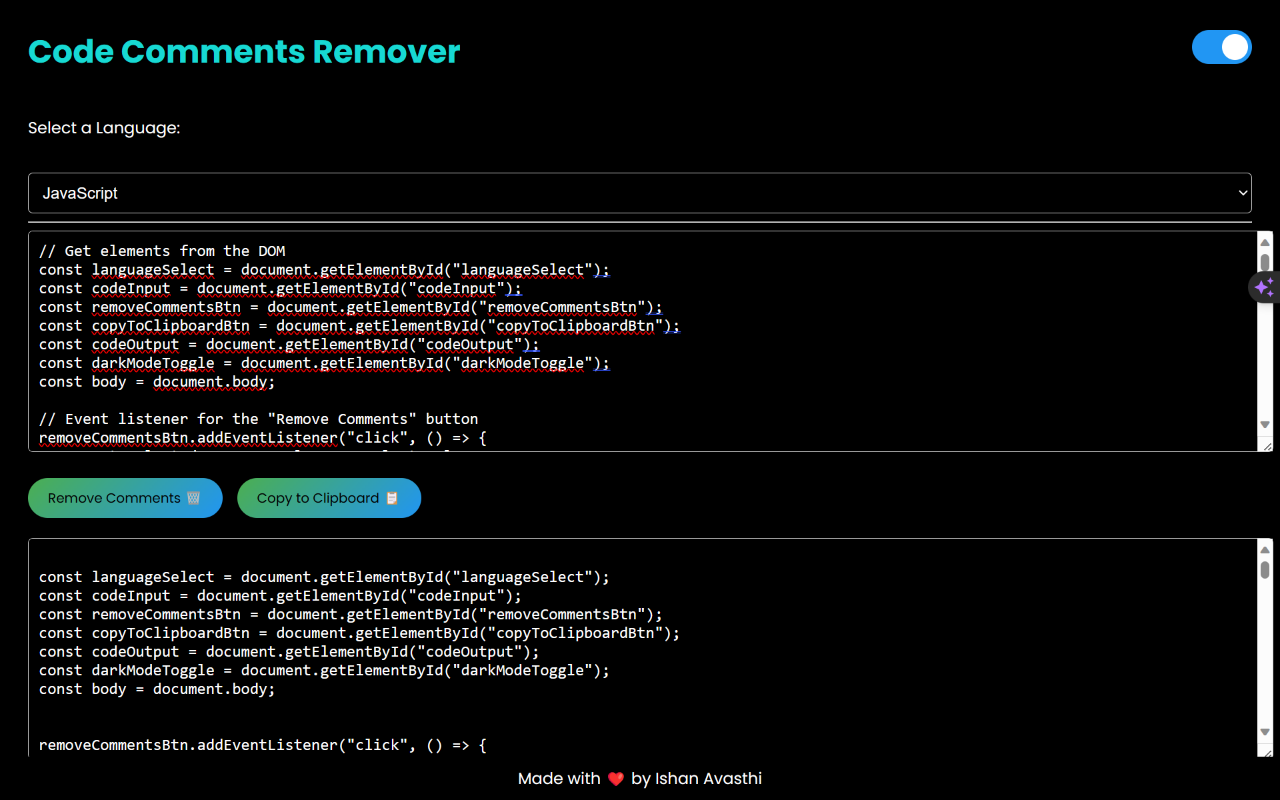 Code Comments Remover
Select a Language:
JavaScript
// Get elements from the DOM
const languageSelect = document.getElementById("languageSelect");
const codeInput = document.getElementById("codeInput");
const removeCommentsBtn = document.getElementById("removeCommentsBtn");
const copyToClipboardBtn = document.getElementById("copyToClipboardBtn");
const codeOutput = document.getElementById("codeOutput");
const darkModeToggle = document.getElementById("darkModeToggle");
const body = document.body;
// Event listener for the "Remove Comments" button
removeCommentsBtn.addEventListener("click", () => {
Remove Comments 🗑️
Copy to Clipboard 📋
const languageSelect = document.getElementById("languageSelect");
const codeInput = document.getElementById("codeInput");
const removeCommentsBtn = document.getElementById("removeCommentsBtn");
const copyToClipboardBtn = document.getElementById("copyToClipboardBtn");
const codeOutput = document.getElementById("codeOutput");
const darkModeToggle = document.getElementById("darkModeToggle");
const body = document.body;
removeCommentsBtn.addEventListener("click", () => {
Made with ❤️ by Ishan Avasthi